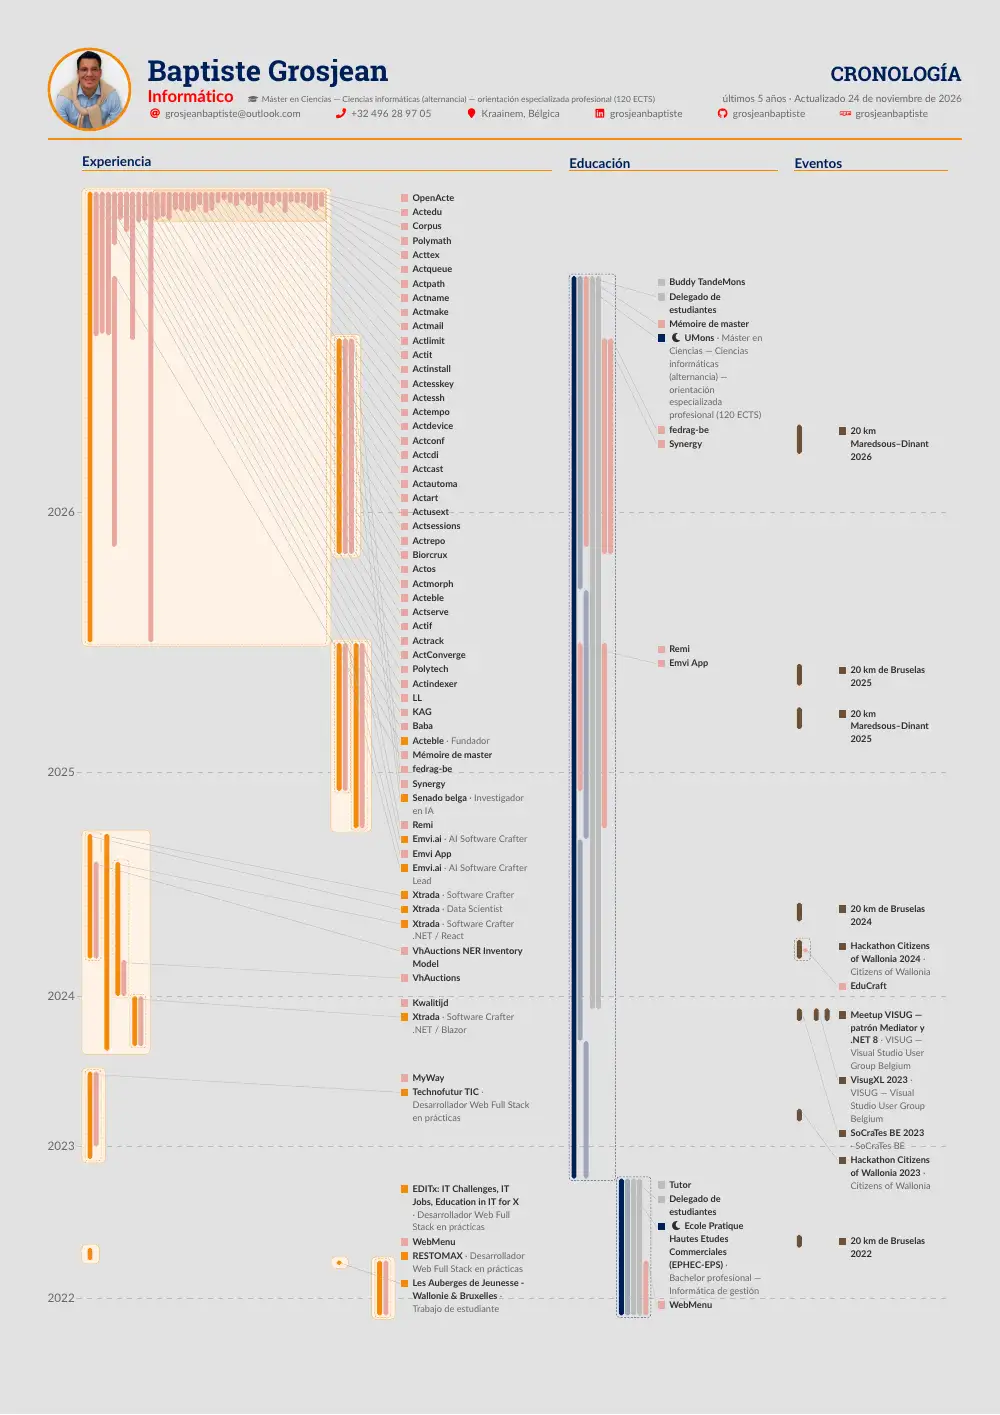 Baptiste Grosjean
CRONOLOGÍA
Informático
Máster en Ciencias — Ciencias informáticas (alternancia) — orientación especializada profesional (120 ECTS)
últimos 5 años · Actualizado 24 de noviembre de 2026
grosjeanbaptiste@outlook.com
+32 496 28 97 05
Kraainem, Bélgica
grosjeanbaptiste
grosjeanbaptiste
grosjeanbaptiste
Experiencia
OpenActe
Actedu
Corpus
Polymath
Acttex
Actqueue
Actpath
Actname
Actmake
Actmail
Actlimit
Actit
Actinstall
Actesskey
Actessh
Actempo
Actdevice
Actconf
Actcdi
Actcast
Actautoma
Actart
Actusext
Actsessions
Actrepo
Biorcrux
Actos
Actmorph
Acteble
Actserve
Actif
Actrack
ActConverge
Polytech
Actindexer
LL
KAG
Baba
Acteble · Fundador
Mémoire de master
fedrag-be
Synergy
Senado belga · Investigador
en IA
Remi
Emvi.ai · AI Software Crafter
Emvi App
Emvi.ai · AI Software Crafter
Lead
Xtrada · Software Crafter
Xtrada · Data Scientist
Xtrada · Software Crafter
.NET / React
VhAuctions NER Inventory
Model
VhAuctions
Kwalitijd
Xtrada · Software Crafter
.NET / Blazor
MyWay
Technofutur TIC ·
Desarrollador Web Full Stack
en prácticas
EDITx: IT Challenges, IT
Jobs, Education in IT for X
· Desarrollador Web Full
Stack en prácticas
WebMenu
RESTOMAX · Desarrollador
Web Full Stack en prácticas
Les Auberges de Jeunesse -
Wallonie & Bruxelles ·
Trabajo de estudiante
2026
2025
2024
2023
2022
Educación
Buddy TandeMons
Delegado de
estudiantes
Mémoire de master
UMons · Máster en
Ciencias — Ciencias
informáticas
(alternancia) —
orientación
especializada
profesional (120 ECTS)
fedrag-be
Synergy
Remi
Emvi App
Tutor
Delegado de
estudiantes
Ecole Pratique
Hautes Etudes
Commerciales
(EPHEC-EPS) ·
Bachelor profesional —
Informática de gestión
WebMenu
Eventos
20 km
Maredsous–Dinant
2026
20 km de Bruselas
2025
20 km
Maredsous–Dinant
2025
20 km de Bruselas
2024
Hackathon Citizens
of Wallonia 2024 ·
Citizens of Wallonia
EduCraft
Meetup VISUG —
patrón Mediator y
.NET 8 · VISUG —
Visual Studio User
Group Belgium
VisugXL 2023 ·
VISUG — Visual
Studio User Group
Belgium
SoCraTes BE 2023
· SoCraTes BE
Hackathon Citizens
of Wallonia 2023 ·
Citizens of Wallonia
20 km de Bruselas
2022